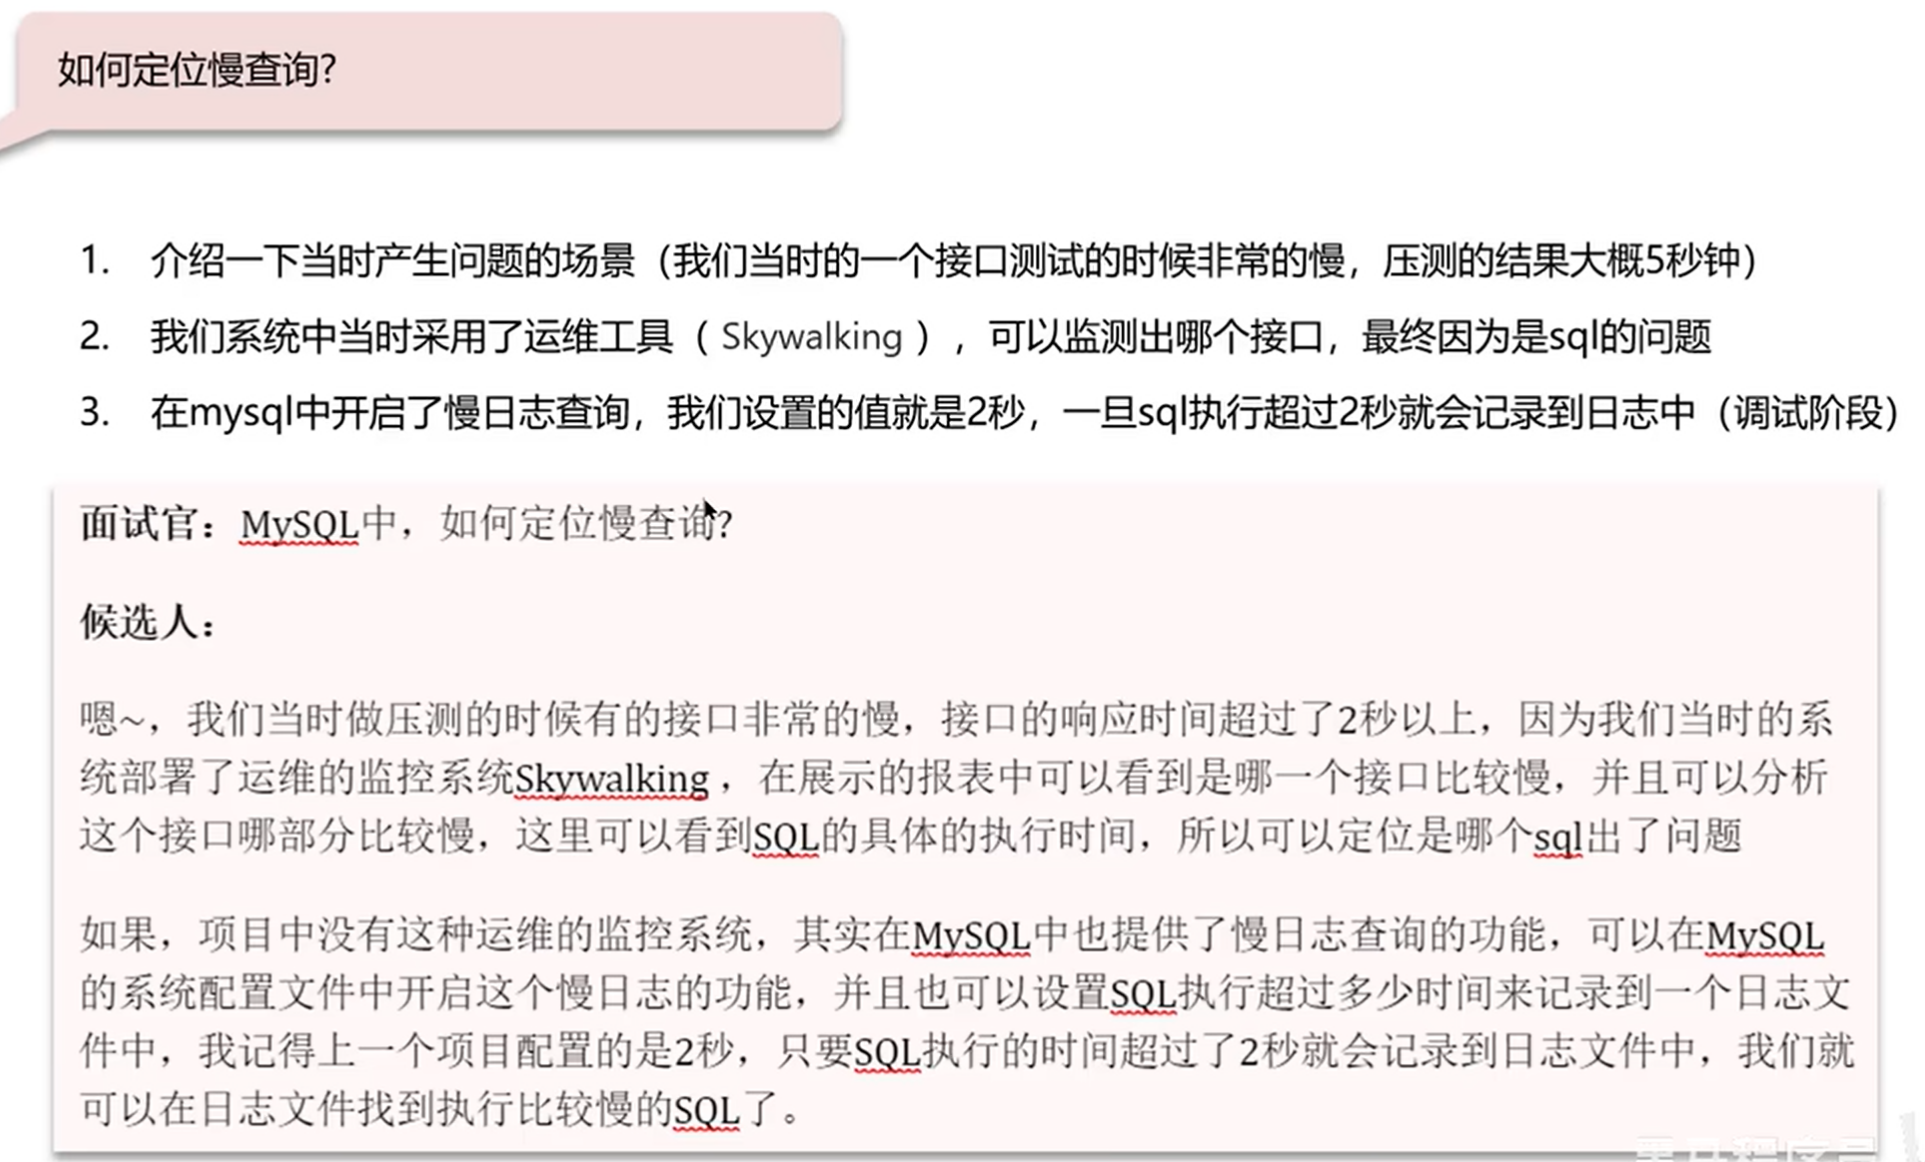 如何定位慢查询?
1. 介绍一下当时产生问题的场景（我们当时的一个接口测试的时候非常的慢，压测的结果大概5秒钟）
2. 我们系统中当时采用了运维工具（ Skywalking ），可以监测出哪个接口，最终因为是sql的问题
3. 在mysql中开启了慢日志查询，我们设置的值就是2秒，一旦sql执行超过2秒就会记录到日志中（调试阶段）
面试官：MySQL中，如何定位慢查询?
候选人：
嗯~，我们当时做压测的时候有的接口非常的慢，接口的响应时间超过了2秒以上，因为我们当时的系
统部署了运维的监控系统Skywalking ，在展示的报表中可以看到是哪一个接口比较慢，并且可以分析
这个接口哪部分比较慢，这里可以看到SQL的具体的执行时间，所以可以定位是哪个sql出了问题
如果，项目中没有这种运维的监控系统，其实在MySQL中也提供了慢日志查询的功能，可以在MySQL
的系统配置文件中开启这个慢日志的功能，并且也可以设置SQL执行超过多少时间来记录到一个日志文
件中，我记得上一个项目配置的是2秒，只要SQL执行的时间超过了2秒就会记录到日志文件中，我们就
可以在日志文件找到执行比较慢的SQL了。